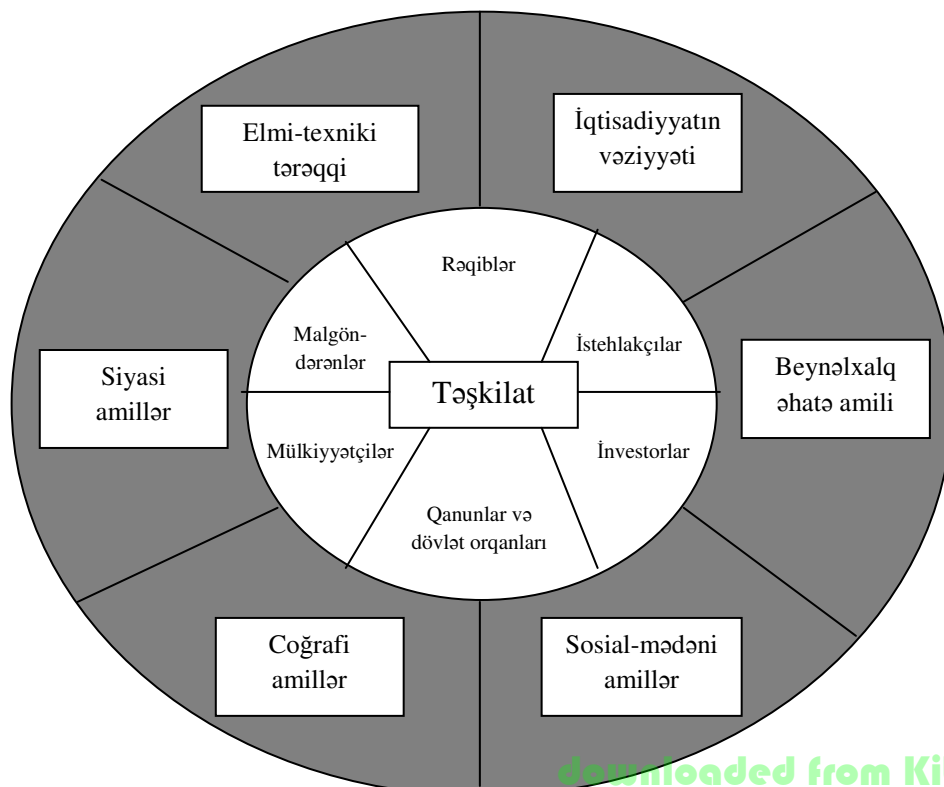 Elmi-texniki
tərəqqi
İqtisadiyyatın
vəziyyəti
Rəqiblər
Malgön-
dərənlər
İstehlakçılar
Siyasi
amillər
Təşkilat
Beynəlxalq
əhatə amili
Mülkiyyətçilər
İnvestorlar
Qanunlar və
dövlət orqanları
Coğrafi
amillər
Sosial-mədəni
amillər
downloaded from